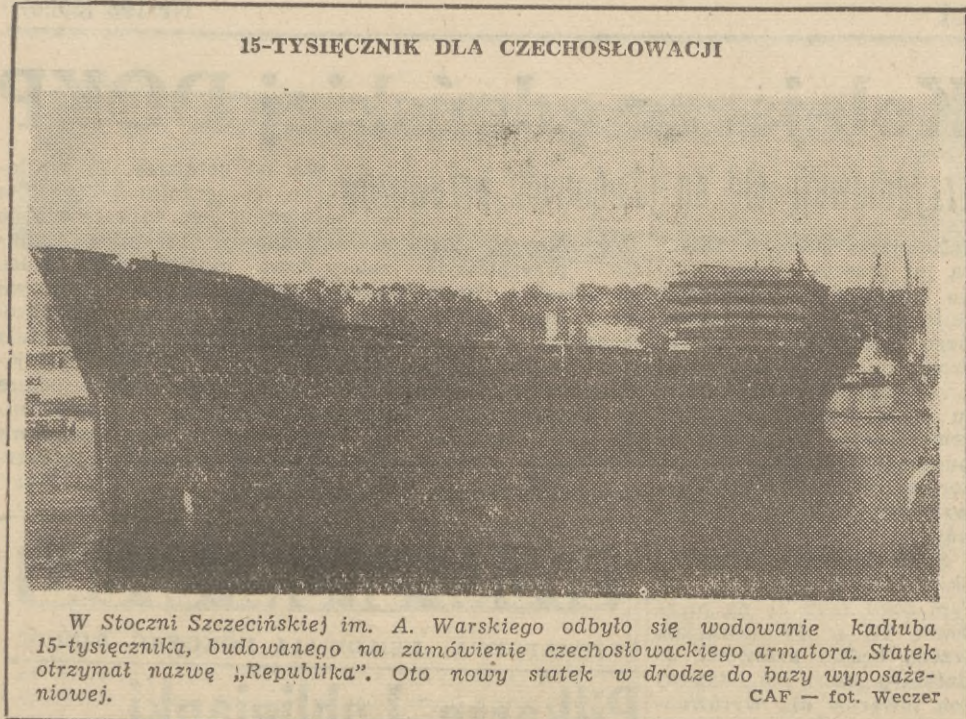 15-TYSIĘCZNIK DLA CZECHOSŁOWACJI
W Stoczni Szczecińskiej im. A. Warskiego odbyło się wodowanie kadłuba
15-tysięcznika, budowanego na zamówienie czechosłowackiego armatora. Statek
otrzymał nazwę „Republika”. Oto nowy statek w drodze do bazy wyposaże-
niowej. CAF — fot. Weczer